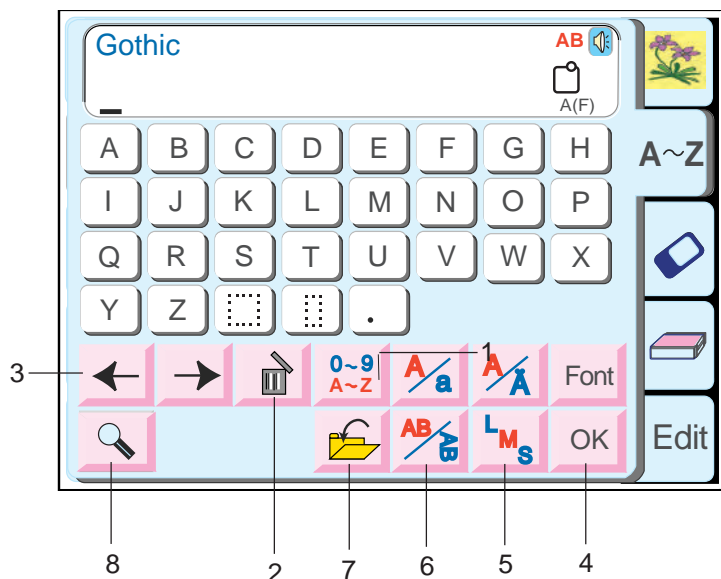 Gothic
AB
A(F)
A B C D E F G H
A~Z
I J K L M N O P
Q R S T U V W X
Y Z .
3
0~9
A~Z
1
A/a
A/Ä
Font
AB/AB
L M S
OK
Edit
8
2
7
6
5
4